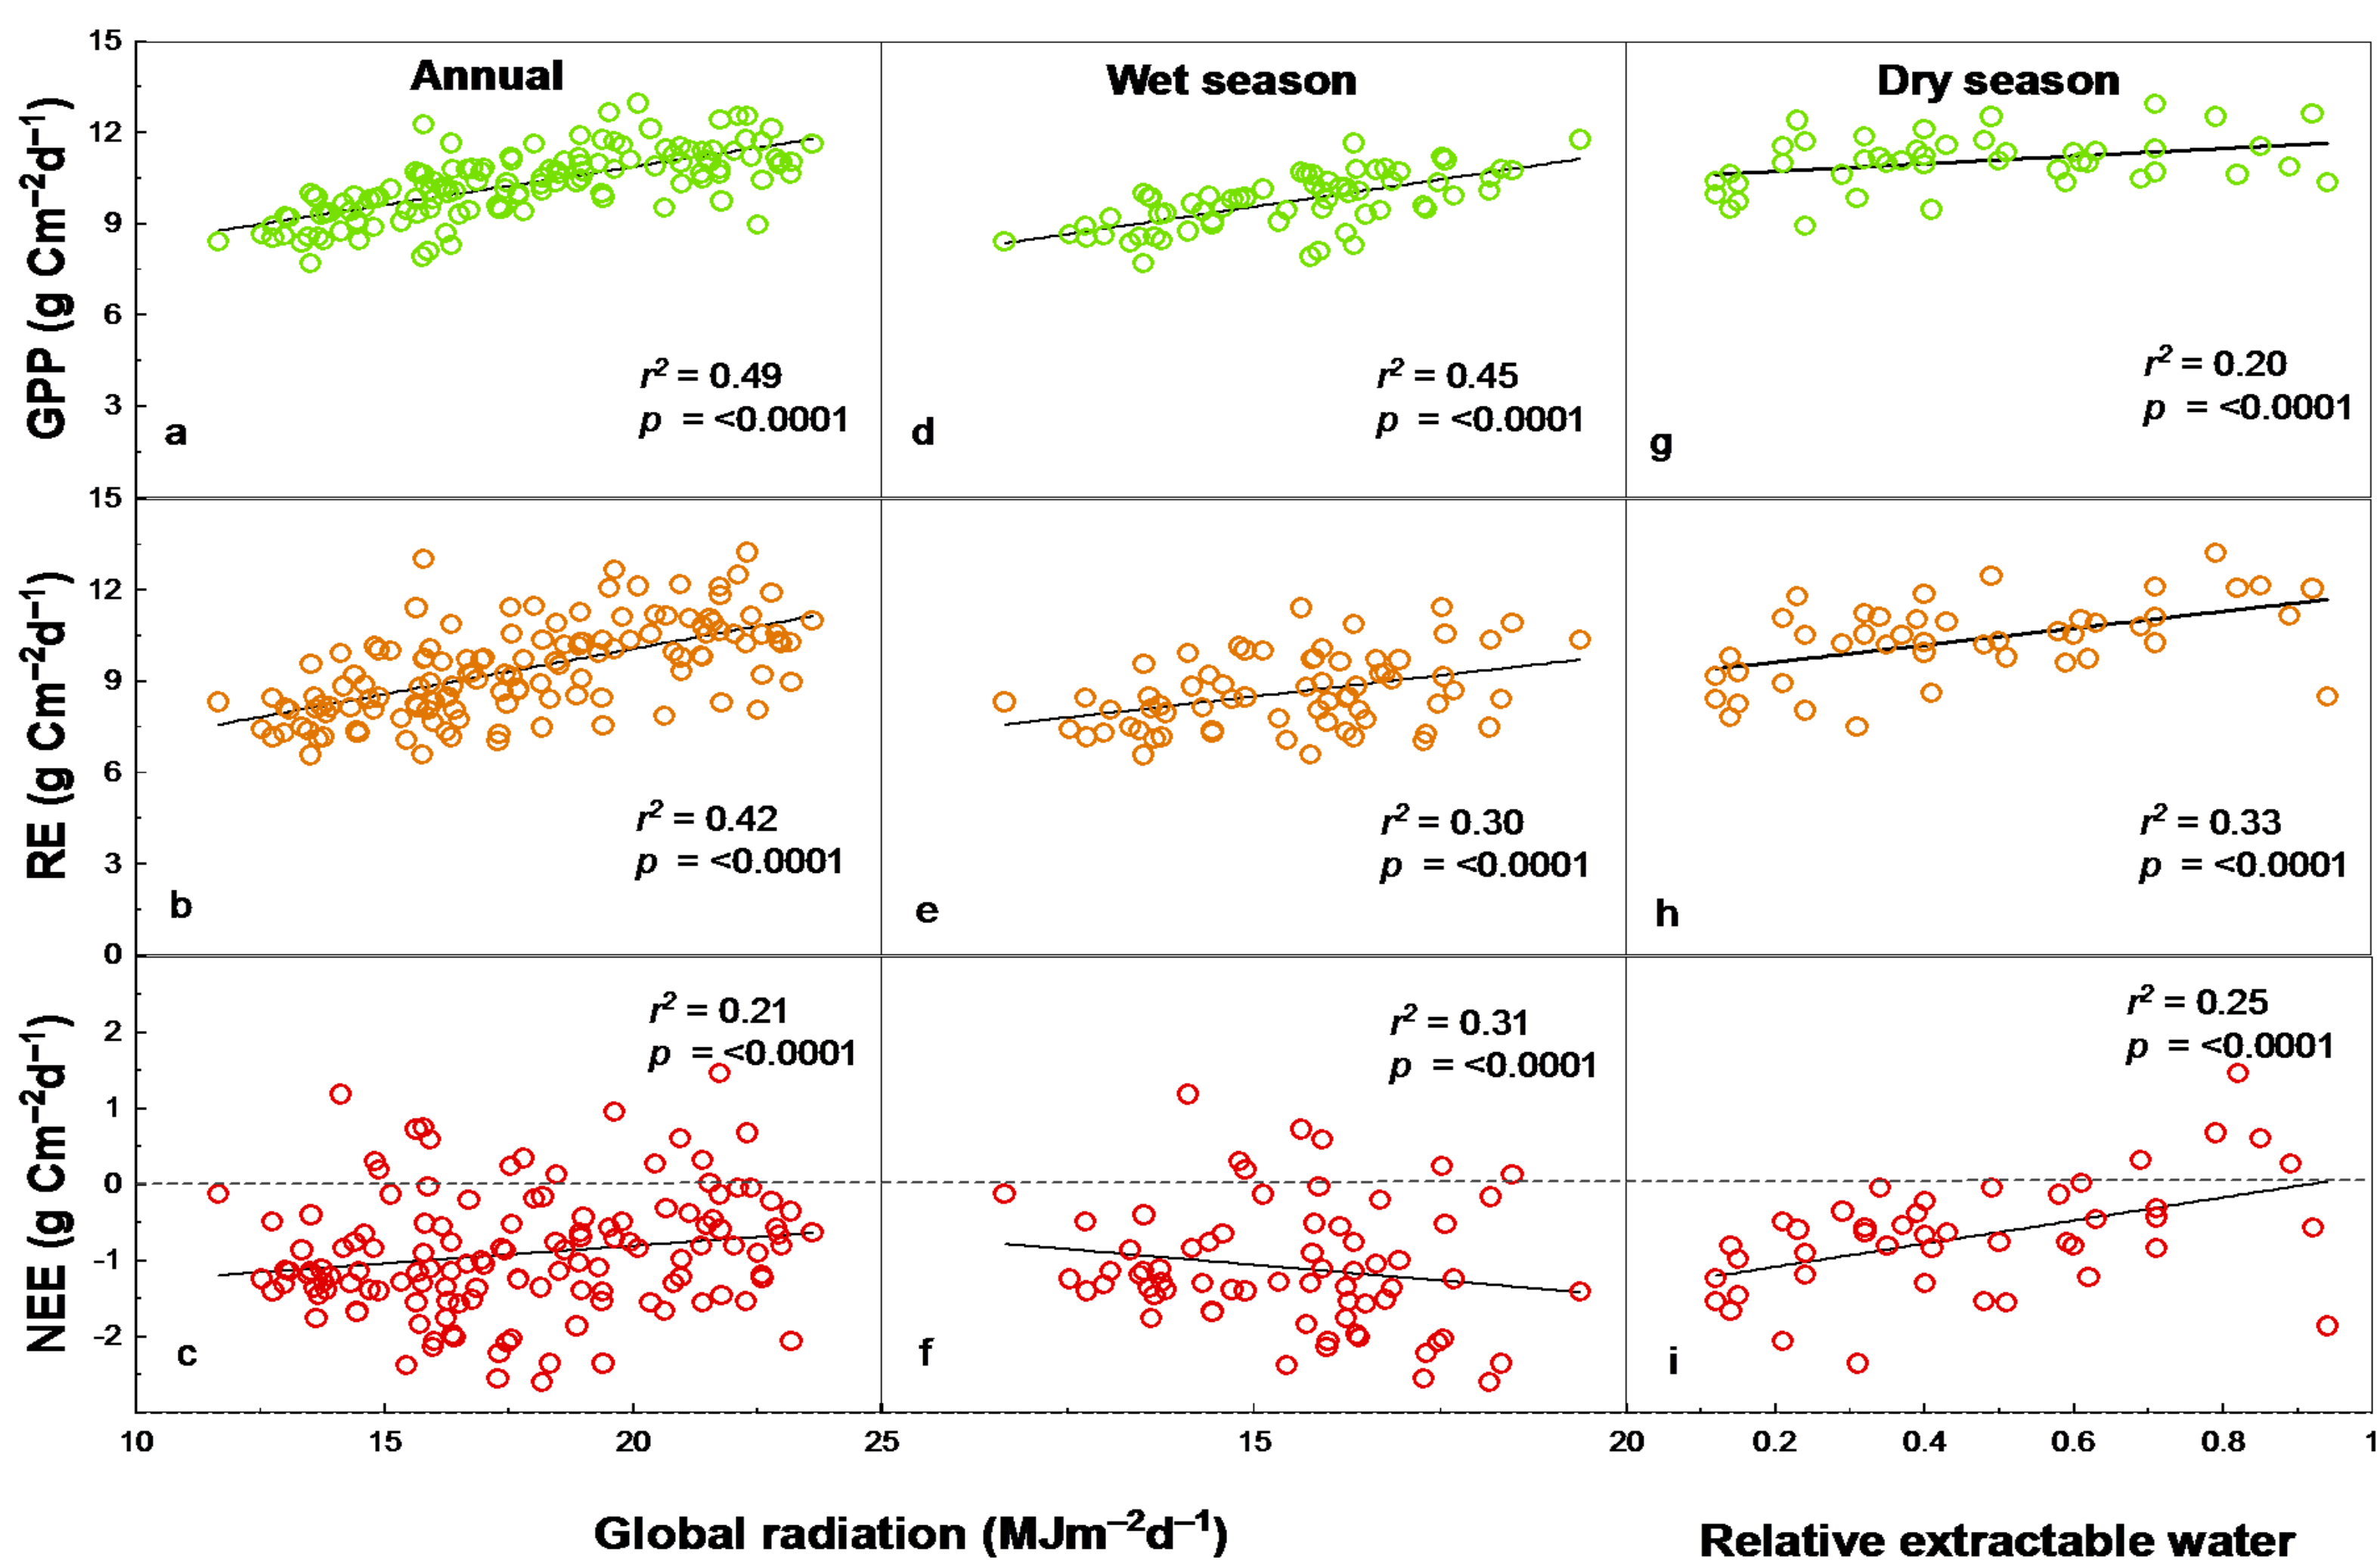 Annual
Wet season
Dry season
GPP (g Cm⁻²d⁻¹)
15
12
9
6
3
r² = 0.49
p = <0.0001
a
r² = 0.45
p = <0.0001
d
r² = 0.20
p = <0.0001
g
RE (g Cm⁻²d⁻¹)
15
12
9
6
3
0
r² = 0.42
p = <0.0001
b
r² = 0.30
p = <0.0001
e
r² = 0.33
p = <0.0001
h
NEE (g Cm⁻²d⁻¹)
2
1
0
-1
-2
r² = 0.21
p = <0.0001
c
r² = 0.31
p = <0.0001
f
r² = 0.25
p = <0.0001
i
10 15 20 25 15 20 0.2 0.4 0.6 0.8 1
Global radiation (MJm⁻²d⁻¹)
Relative extractable water